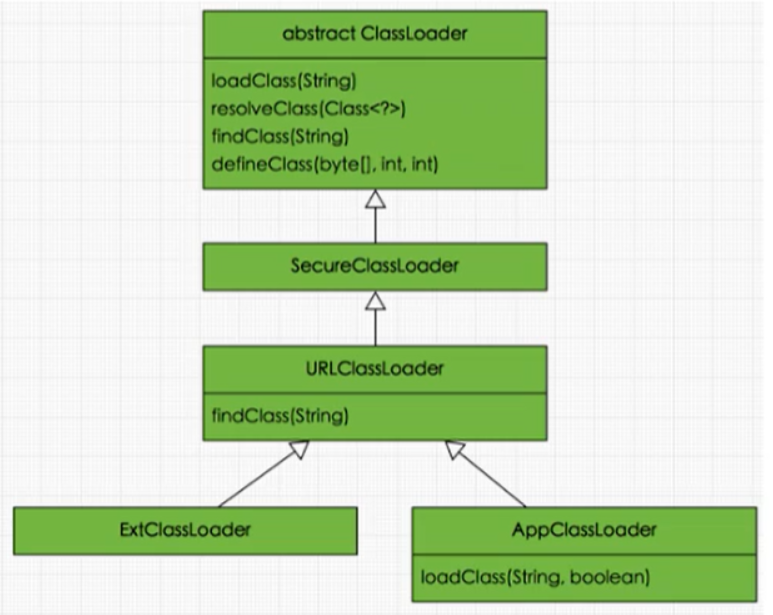 abstract ClassLoader
loadClass(String)
resolveClass(Class<?>)
findClass(String)
defineClass(byte[], int, int)
SecureClassLoader
URLClassLoader
findClass(String)
ExtClassLoader
AppClassLoader
loadClass(String, boolean)